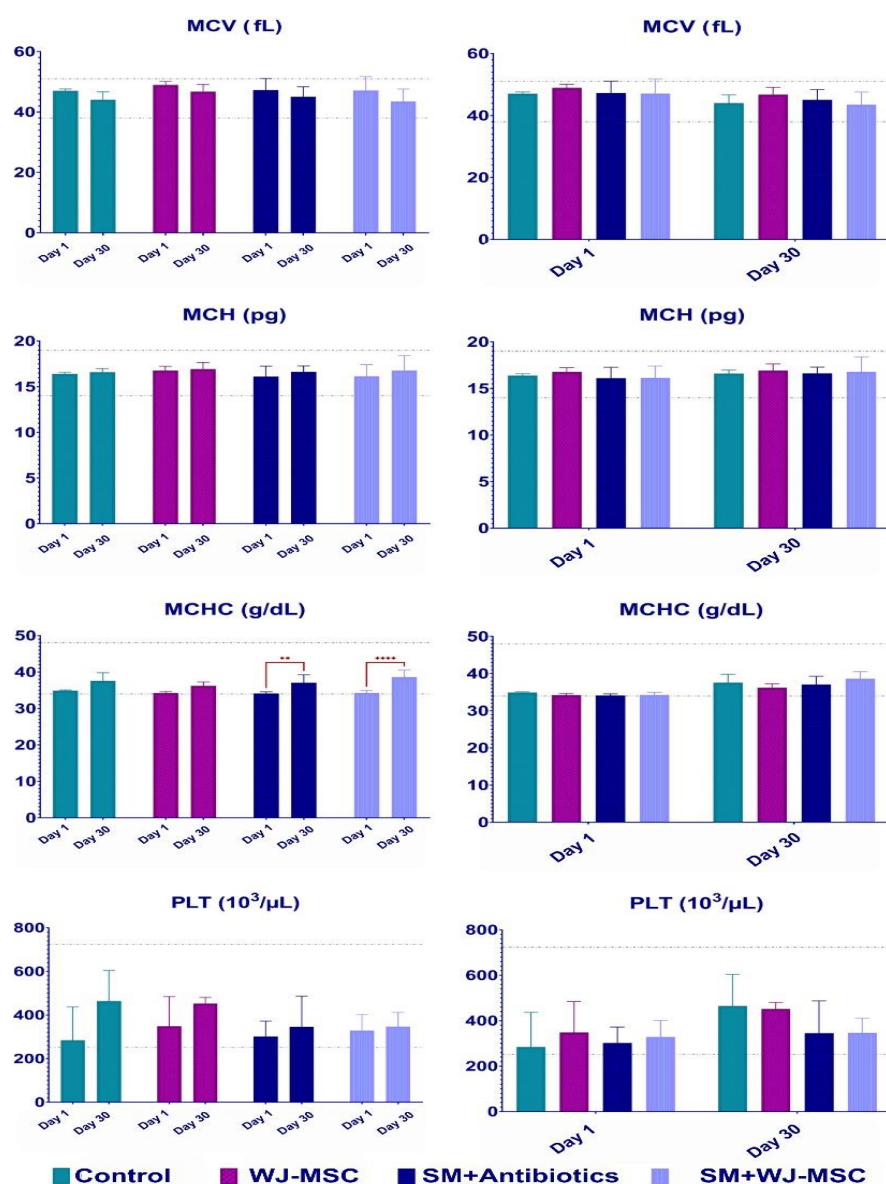 MCV (fL)
60
40
20
0
Day 1 Day 30 Day 1 Day 30 Day 1 Day 30 Day 1 Day 30
MCV (fL)
60
40
20
0
Day 1 Day 30
MCH (pg)
20
15
10
5
0
Day 1 Day 30 Day 1 Day 30 Day 1 Day 30 Day 1 Day 30
MCH (pg)
20
15
10
5
0
Day 1 Day 30
MCHC (g/dL)
50
40
30
20
10
0
** ****
Day 1 Day 30 Day 1 Day 30 Day 1 Day 30 Day 1 Day 30
MCHC (g/dL)
50
40
30
20
10
0
Day 1 Day 30
PLT (10³/µL)
800
600
400
200
0
Day 1 Day 30 Day 1 Day 30 Day 1 Day 30 Day 1 Day 30
PLT (10³/µL)
800
600
400
200
0
Day 1 Day 30
Control WJ-MSC SM+Antibiotics SM+WJ-MSC